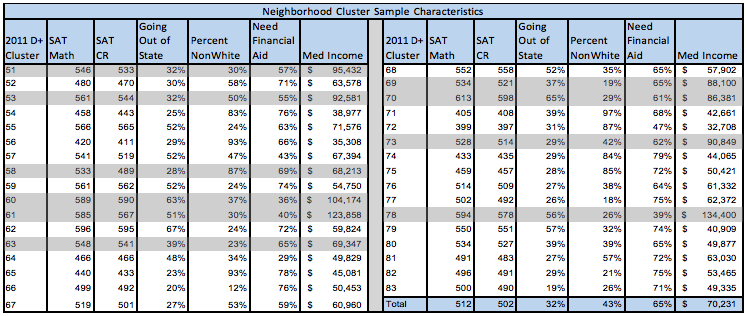 Neighborhood Cluster Sample Characteristics
2011 D+ Cluster SAT Math SAT CR Going Out of State Percent NonWhite Need Financial Aid Med Income
51 546 533 32% 30% 57% $ 95,432
52 480 470 30% 58% 71% $ 63,578
53 561 544 32% 50% 55% $ 92,581
54 458 443 25% 83% 76% $ 38,977
55 566 565 52% 24% 63% $ 71,576
56 420 411 29% 93% 66% $ 35,308
57 541 519 52% 47% 43% $ 67,394
58 533 489 28% 87% 69% $ 68,213
59 561 562 52% 24% 74% $ 54,750
60 589 590 63% 37% 36% $ 104,174
61 585 567 51% 30% 40% $ 123,858
62 596 595 67% 24% 72% $ 59,824
63 548 541 39% 23% 65% $ 69,347
64 466 466 48% 34% 29% $ 49,829
65 440 433 23% 93% 78% $ 45,081
66 499 492 20% 12% 76% $ 50,453
67 519 501 27% 53% 59% $ 60,960
2011 D+ Cluster SAT Math SAT CR Going Out of State Percent NonWhite Need Financial Aid Med Income
68 552 558 52% 35% 65% $ 57,902
69 534 521 37% 19% 65% $ 88,100
70 613 598 65% 29% 61% $ 86,381
71 405 408 39% 97% 68% $ 42,661
72 399 397 31% 87% 47% $ 32,708
73 528 514 29% 42% 62% $ 90,849
74 433 435 29% 84% 79% $ 44,065
75 459 457 28% 85% 72% $ 50,421
76 514 509 27% 38% 64% $ 61,332
77 502 492 26% 18% 75% $ 62,372
78 594 578 56% 26% 39% $ 134,400
79 550 551 57% 32% 74% $ 40,909
80 534 527 39% 39% 65% $ 49,877
81 491 483 27% 57% 72% $ 63,030
82 496 491 29% 21% 75% $ 53,465
83 500 490 19% 26% 71% $ 49,335
Total 512 502 32% 43% 65% $ 70,231